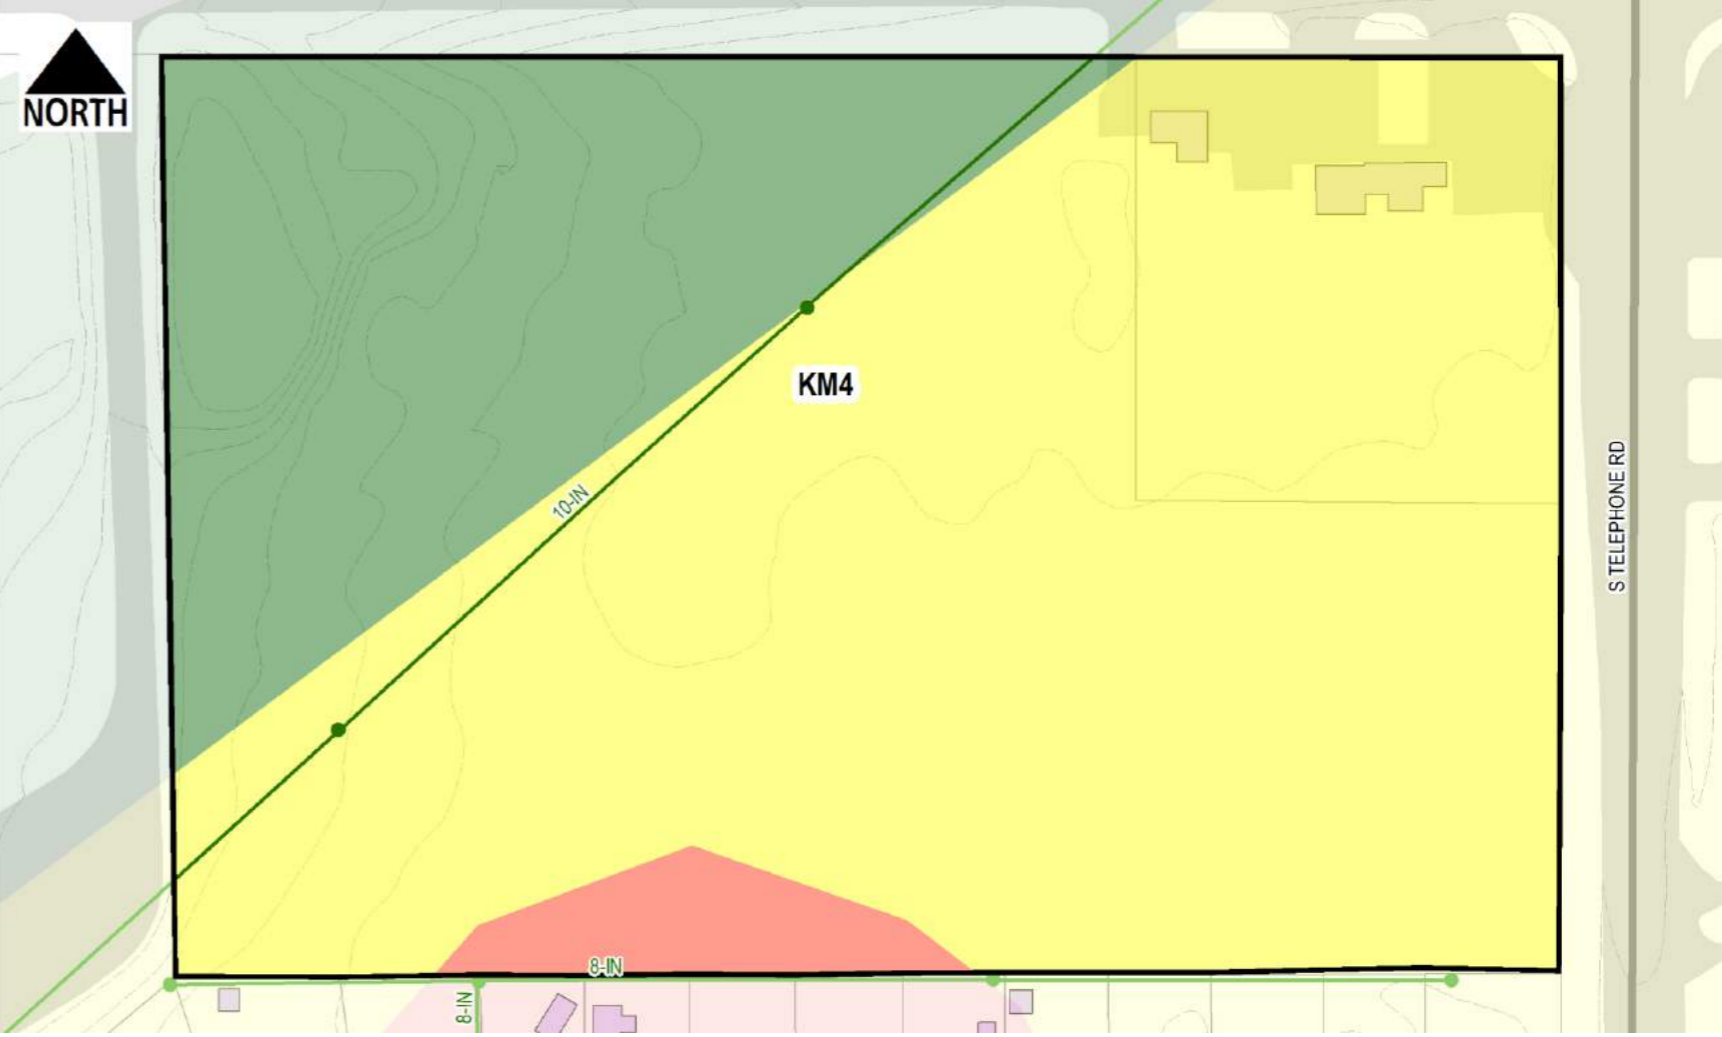 NORTH
KM4
10-IN
S TELEPHONE RD
8-IN
8-IN